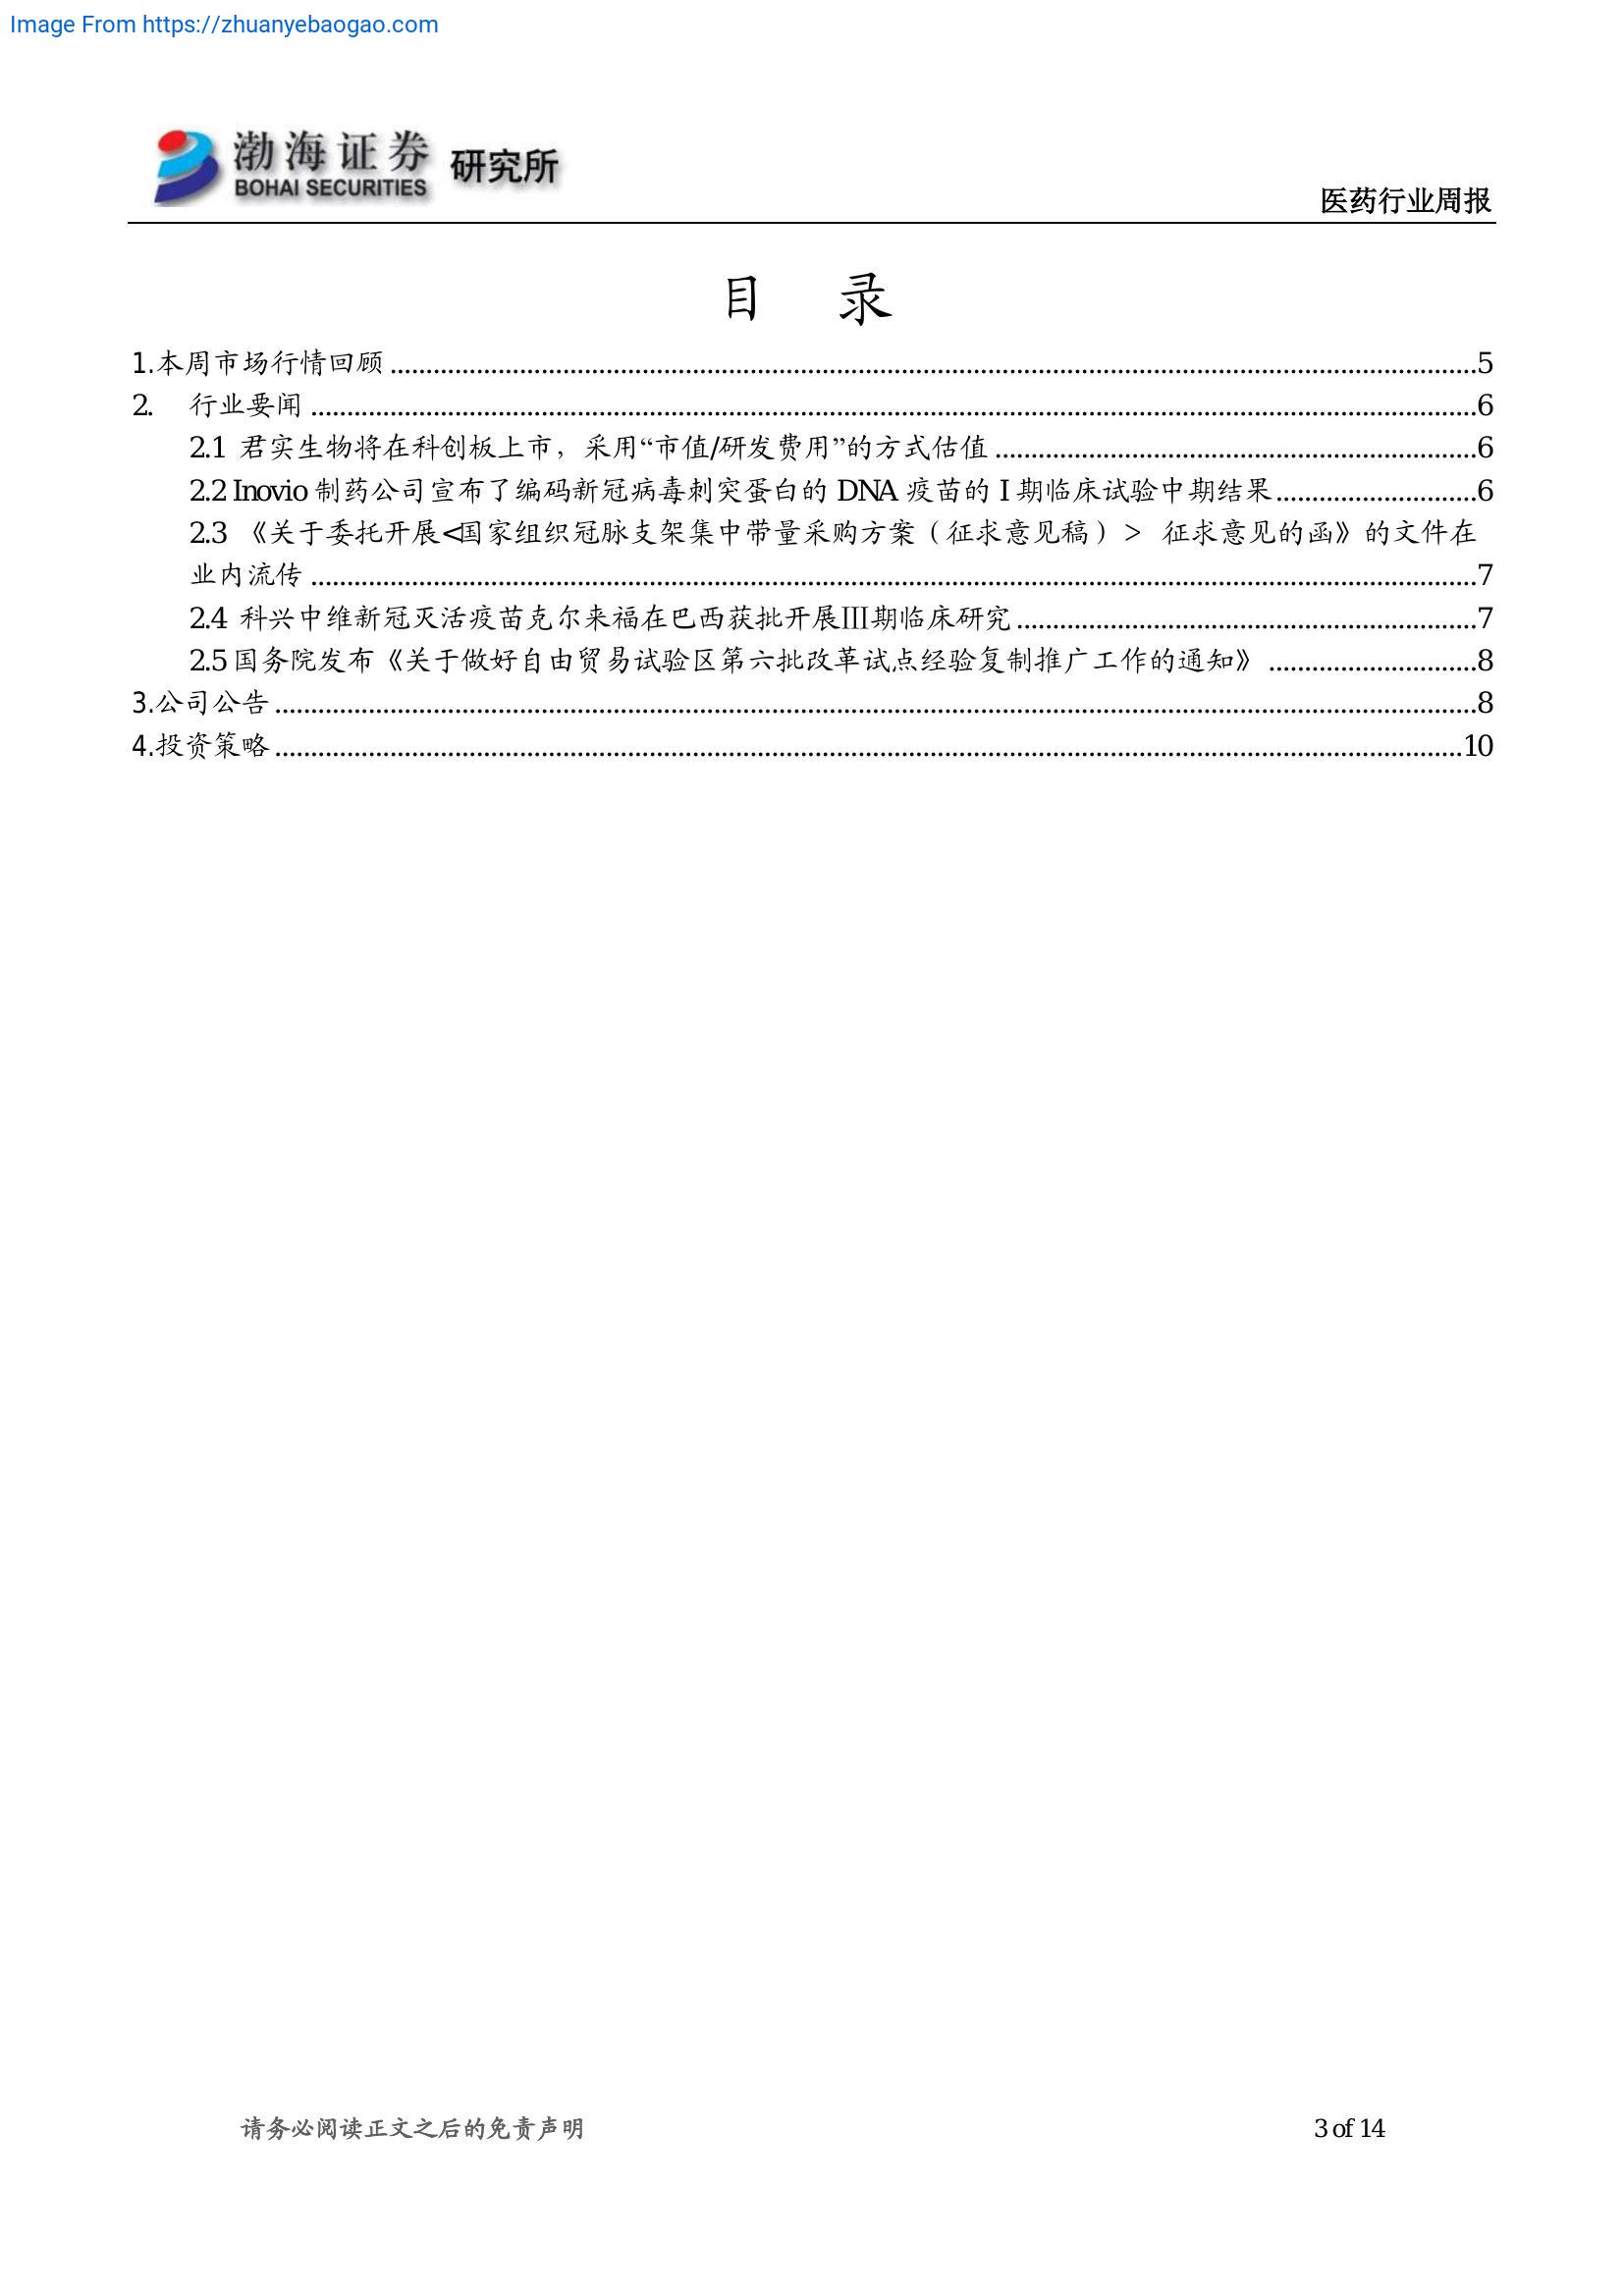 Image From https://zhuanyebaogao.com
渤海证券 研究所
BOHAI SECURITIES
医药行业周报
目 录
1.本周市场行情回顾 ........ 5
2. 行业要闻 ........ 6
2.1 君实生物将在科创板上市，采用“市值/研发费用”的方式估值 ........ 6
2.2 Inovio 制药公司宣布了编码新冠病毒刺突蛋白的 DNA 疫苗的 I 期临床试验中期结果 ........ 6
2.3 《关于委托开展<国家组织冠脉支架集中带量采购方案（征求意见稿）> 征求意见的函》的文件在
业内流传 ........ 7
2.4 科兴中维新冠灭活疫苗克尔来福在巴西获批开展Ⅲ期临床研究 ........ 7
2.5 国务院发布《关于做好自由贸易试验区第六批改革试点经验复制推广工作的通知》 ........ 8
3.公司公告 ........ 8
4.投资策略 ........ 10
请务必阅读正文之后的免责声明
3 of 14